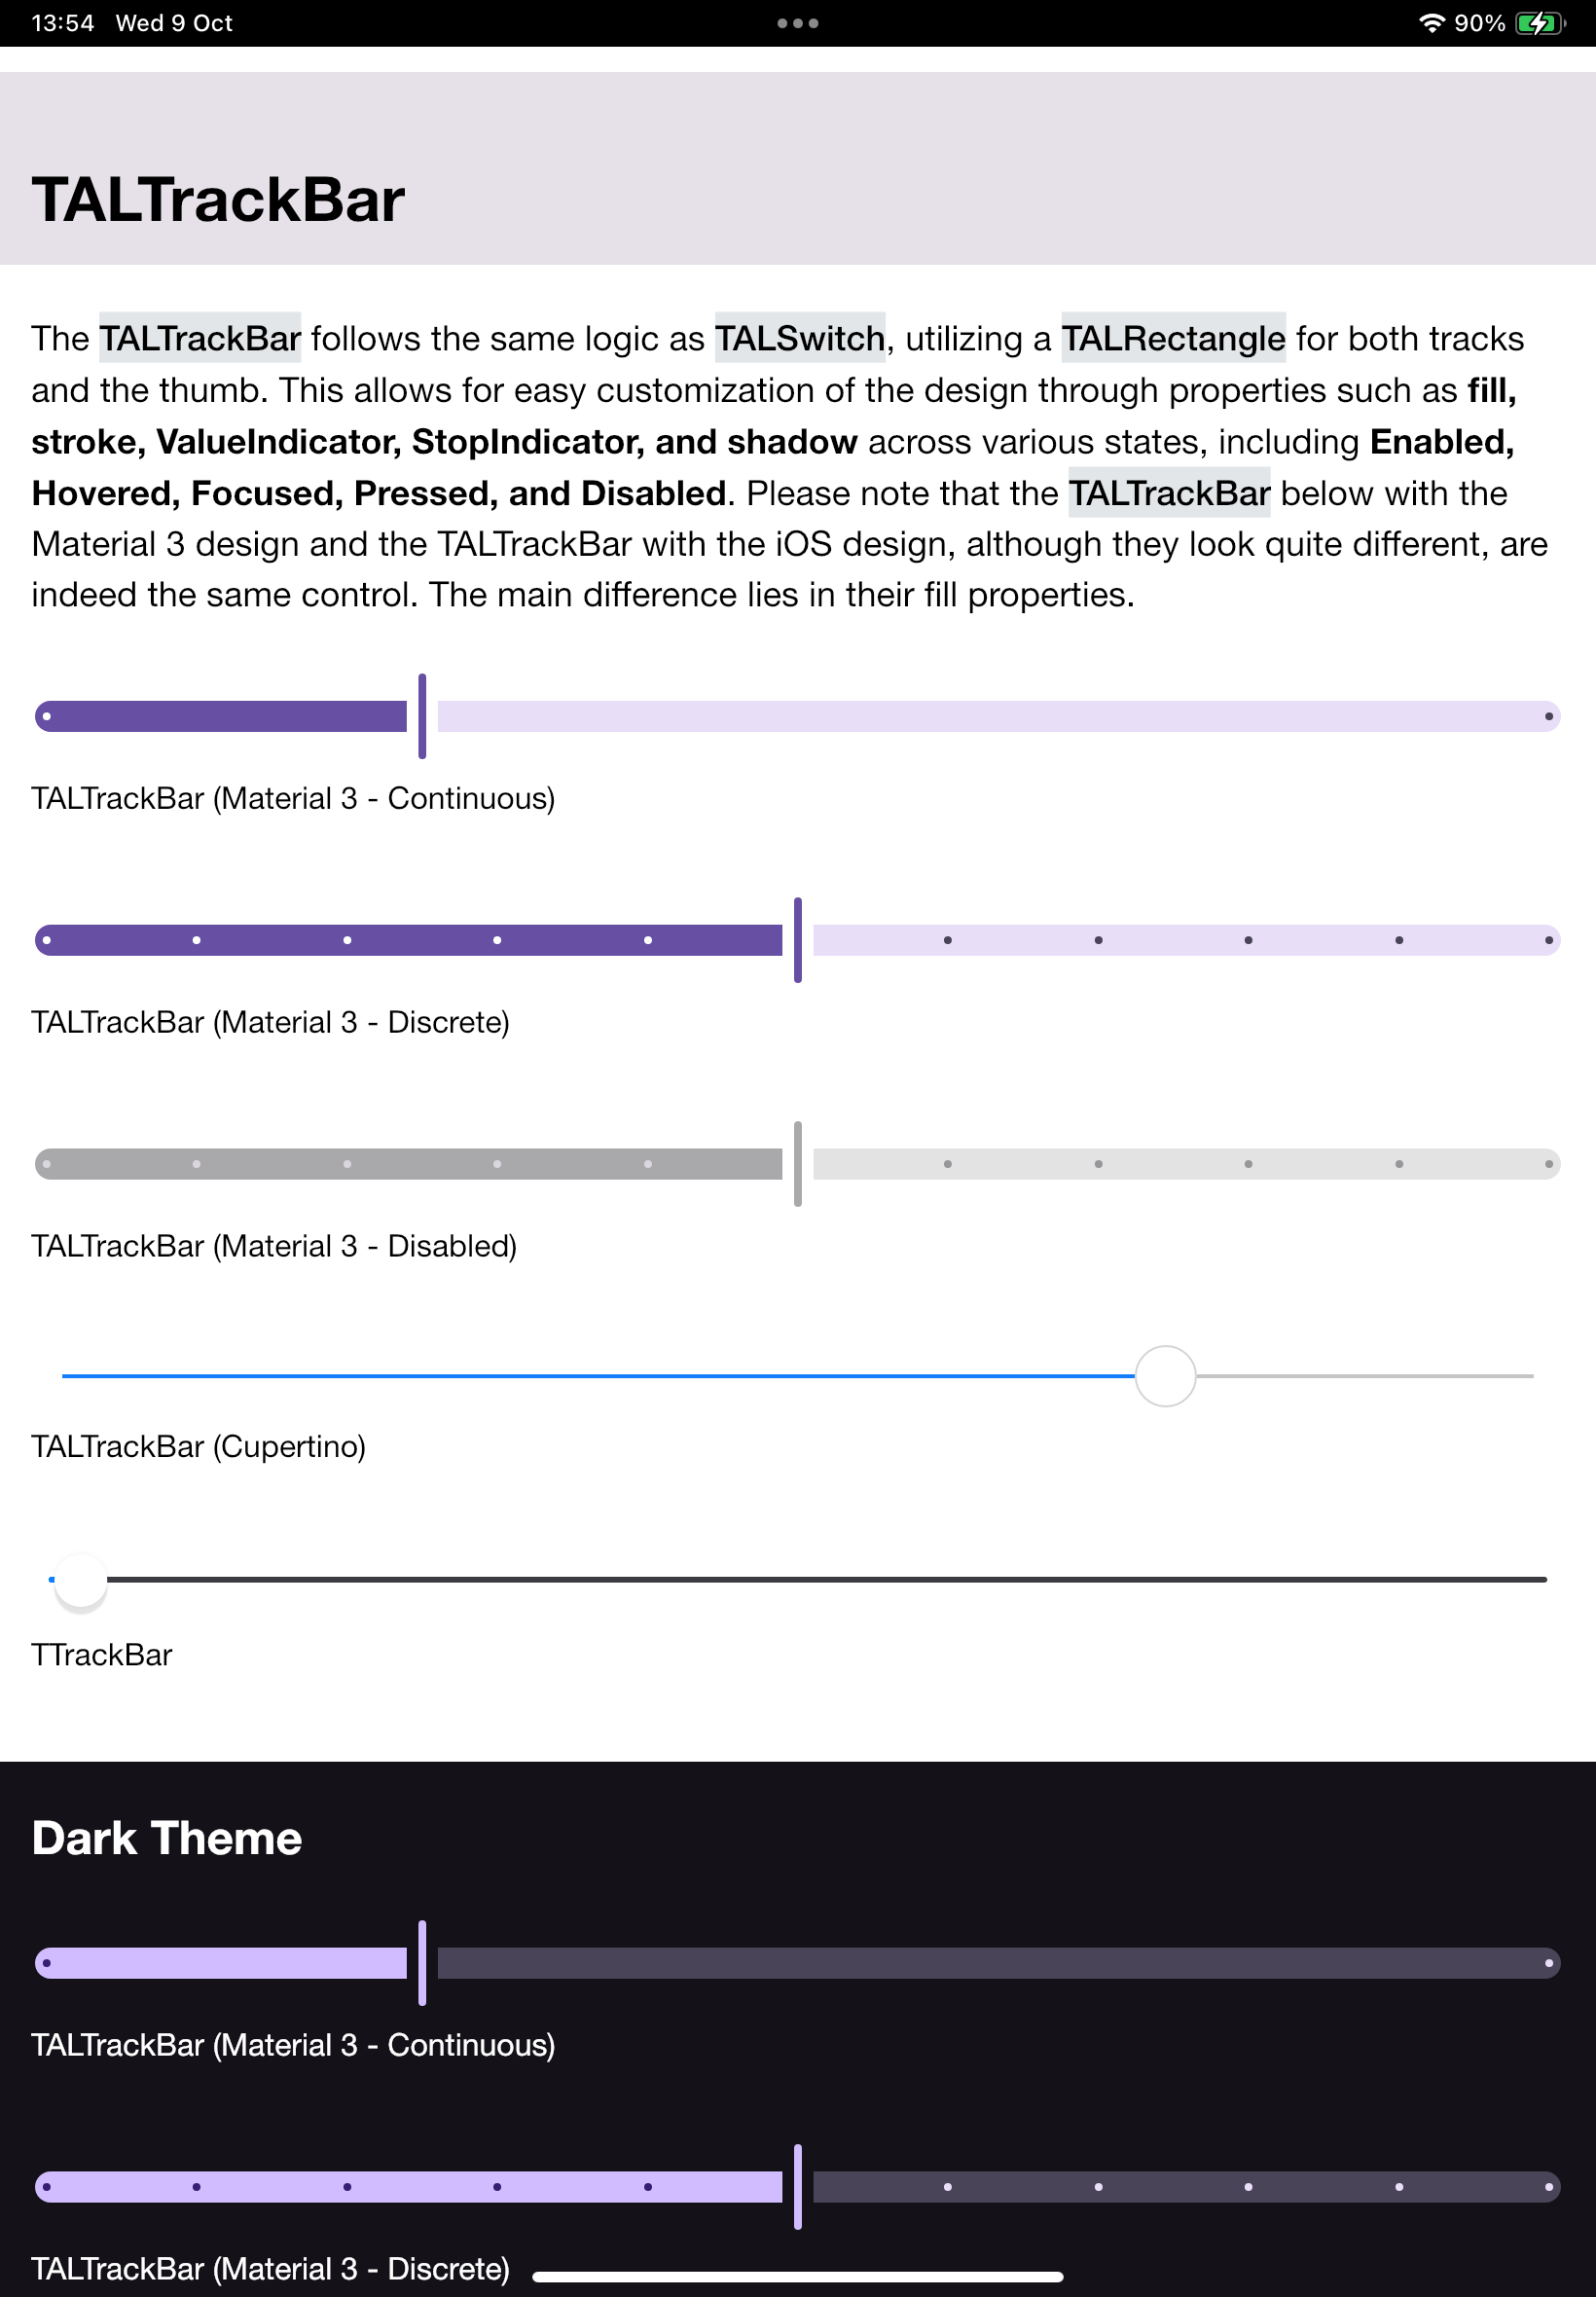 13:54 Wed 9 Oct 90%
TALTrackBar
The TALTrackBar follows the same logic as TALSwitch, utilizing a TALRectangle for both tracks
and the thumb. This allows for easy customization of the design through properties such as fill,
stroke, ValueIndicator, StopIndicator, and shadow across various states, including Enabled,
Hovered, Focused, Pressed, and Disabled. Please note that the TALTrackBar below with the
Material 3 design and the TALTrackBar with the iOS design, although they look quite different, are
indeed the same control. The main difference lies in their fill properties.
TALTrackBar (Material 3 - Continuous)
TALTrackBar (Material 3 - Discrete)
TALTrackBar (Material 3 - Disabled)
TALTrackBar (Cupertino)
TTrackBar
Dark Theme
TALTrackBar (Material 3 - Continuous)
TALTrackBar (Material 3 - Discrete)